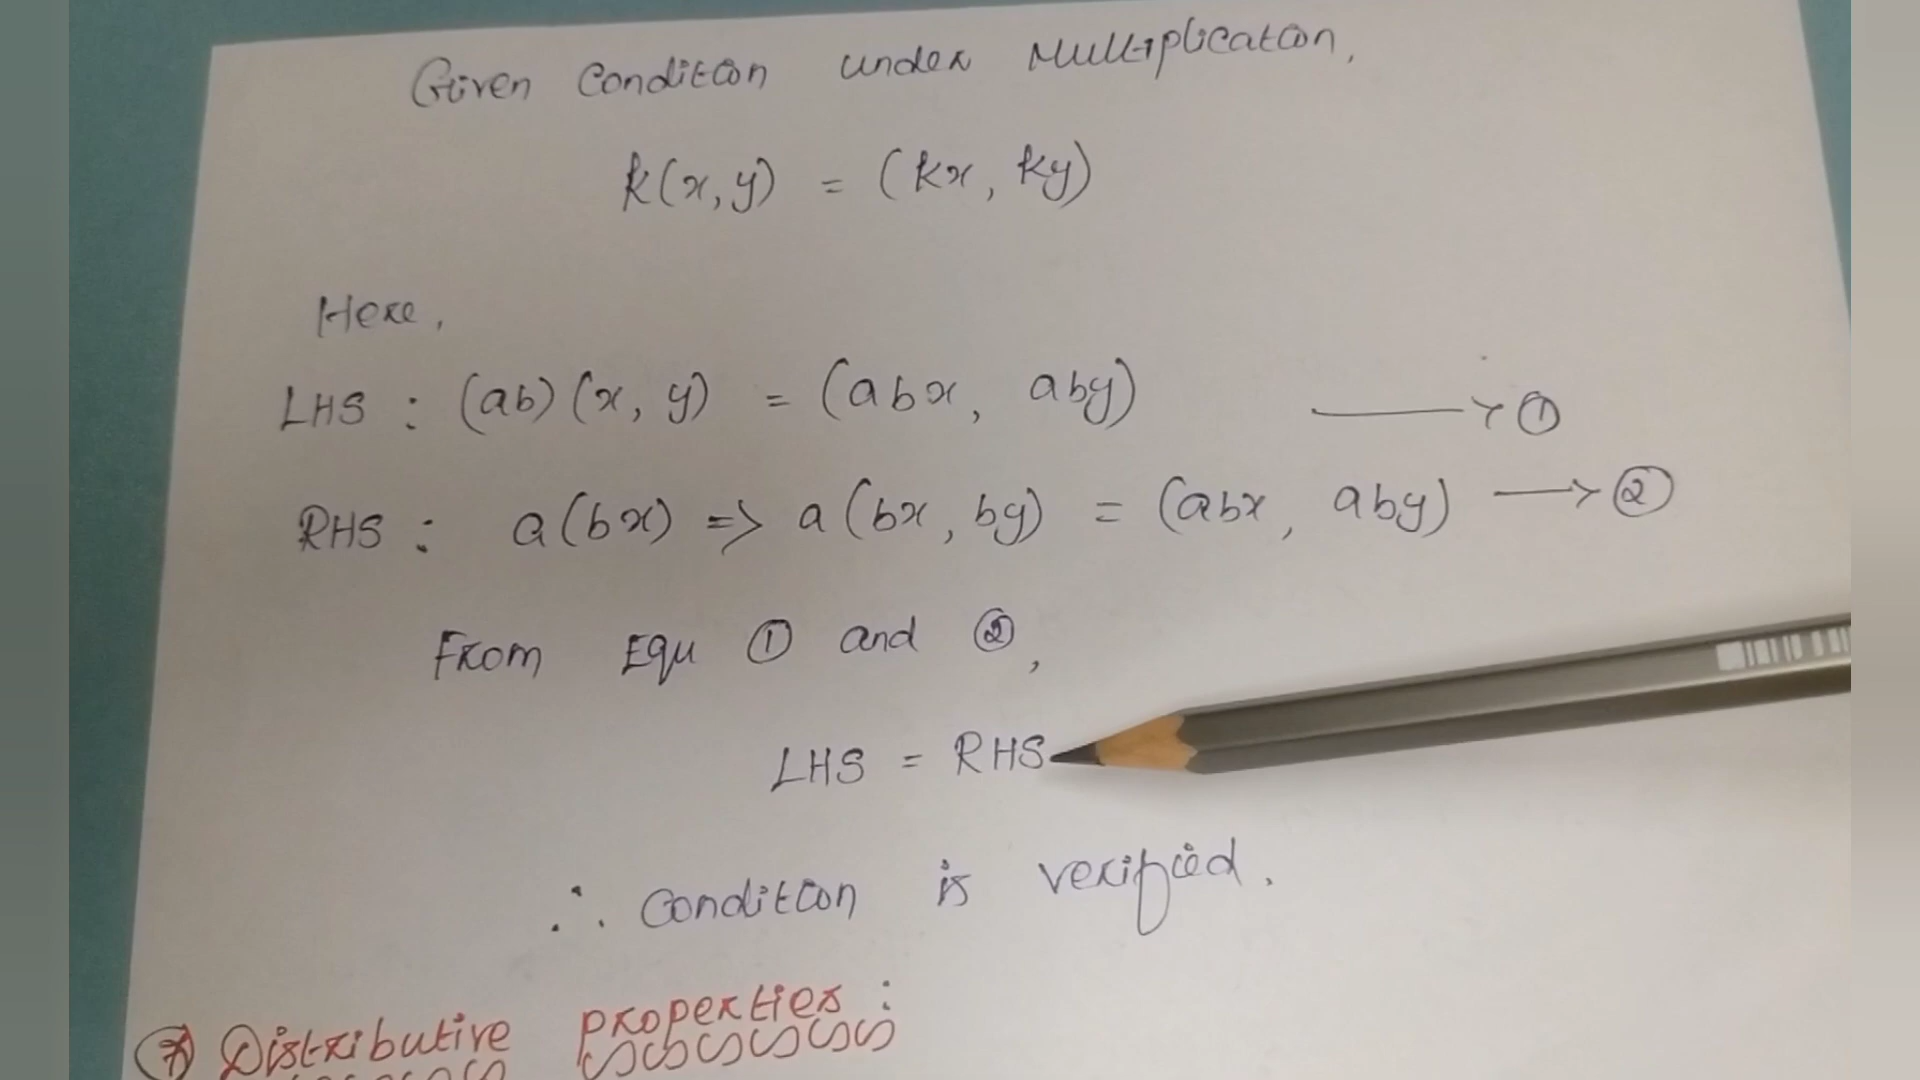 Given Condition under Multiplication,
k(x,y) = (kx, ky)
Here,
LHS : (ab)(x, y) = (abx, aby) → ①
RHS : a(bx) => a(bx, by) = (abx, aby) → ②
From Equ ① and ②,
LHS = RHS
∴ Condition is verified.
⑦ Distributive properties :